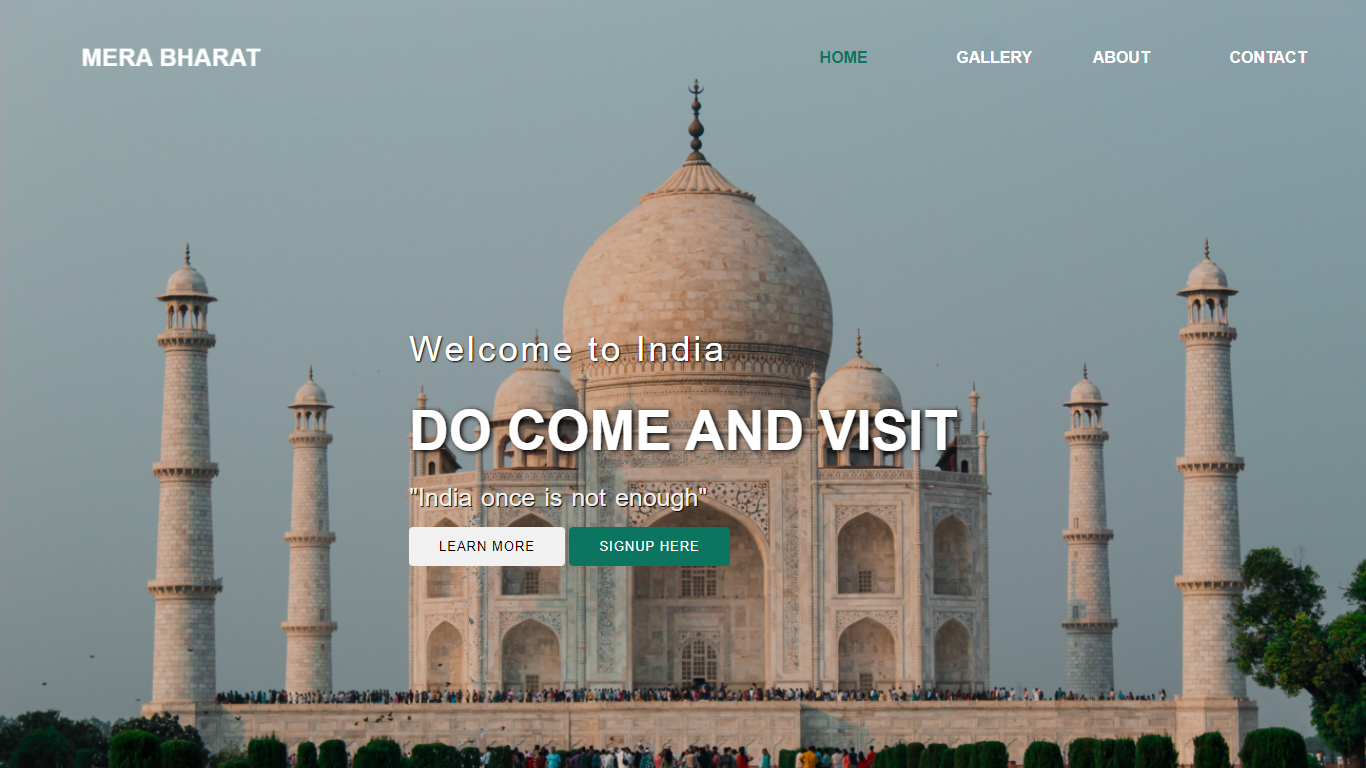 MERA BHARAT
HOME GALLERY ABOUT CONTACT
Welcome to India
DO COME AND VISIT
"India once is not enough"
LEARN MORE SIGNUP HERE